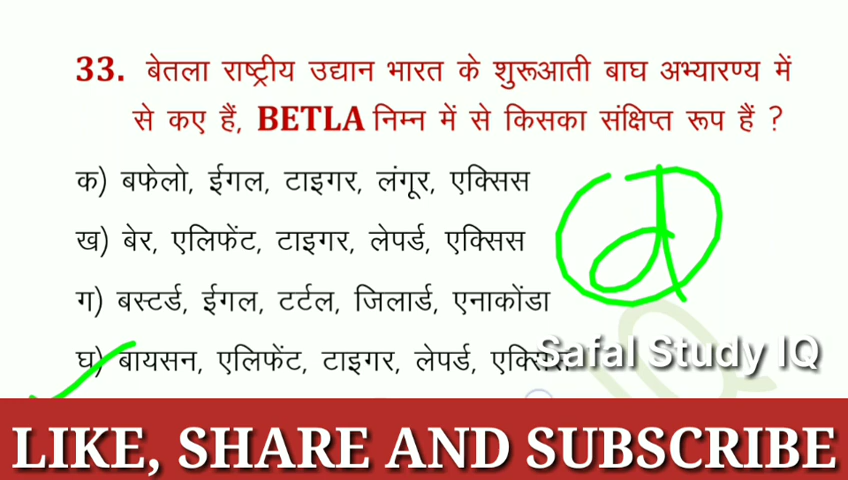 33. बेतला राष्ट्रीय उद्यान भारत के शुरूआती बाघ अभ्यारण्य में
से कए हैं, BETLA निम्न में से किसका संक्षिप्त रूप हैं ?
क) बफेलो, ईगल, टाइगर, लंगूर, एक्सिस
ख) बेर, एलिफेंट, टाइगर, लेपर्ड, एक्सिस
ग) बस्टर्ड, ईगल, टर्टल, जिलार्ड, एनाकोंडा
घ) बायसन, एलिफेंट, टाइगर, लेपर्ड, एक्सिस
d
Safal Study IQ
LIKE, SHARE AND SUBSCRIBE